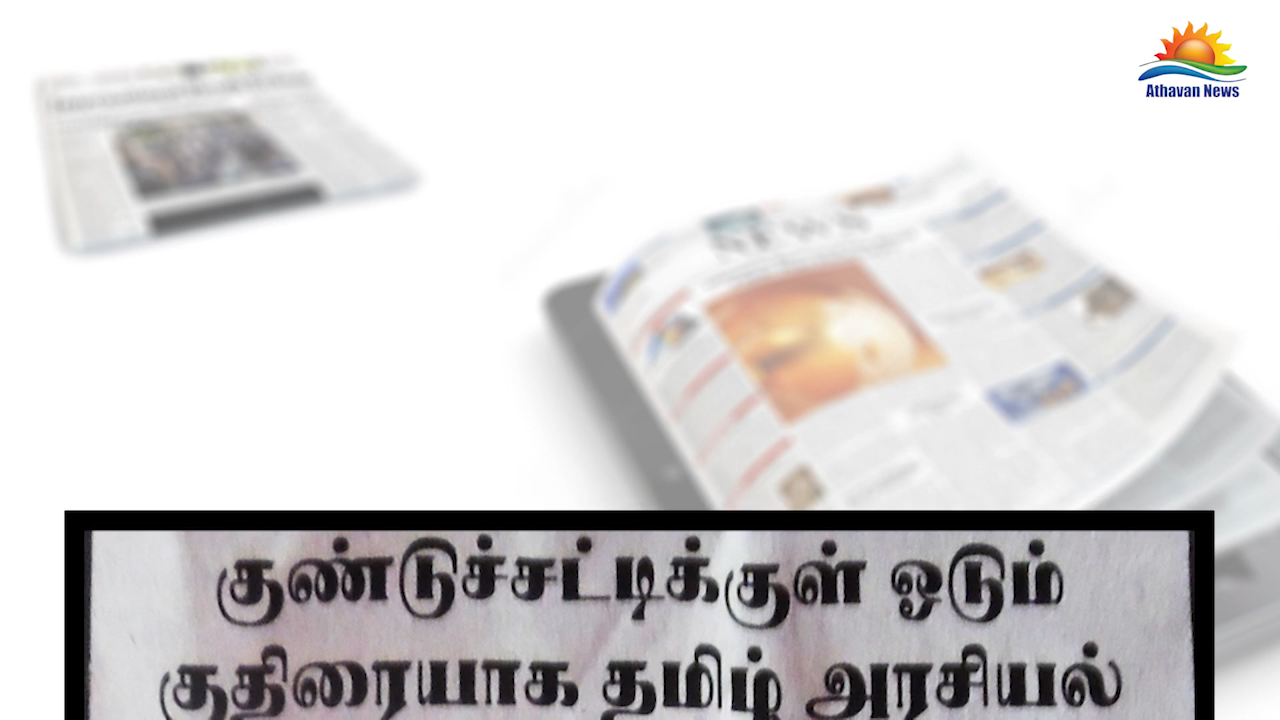 Athavan News
குண்டுச்சட்டிக்குள் ஓடும்
குதிரையாக தமிழ் அரசியல்